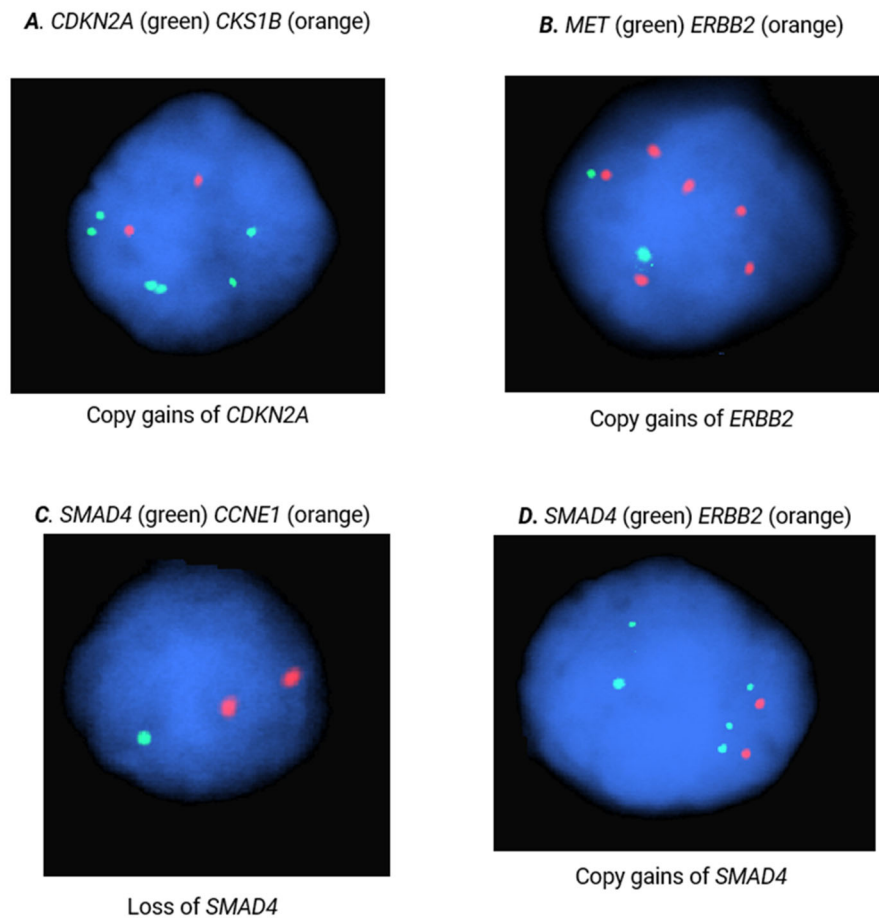 A. CDKN2A (green) CKS1B (orange)
B. MET (green) ERBB2 (orange)
Copy gains of CDKN2A
Copy gains of ERBB2
C. SMAD4 (green) CCNE1 (orange)
D. SMAD4 (green) ERBB2 (orange)
Loss of SMAD4
Copy gains of SMAD4